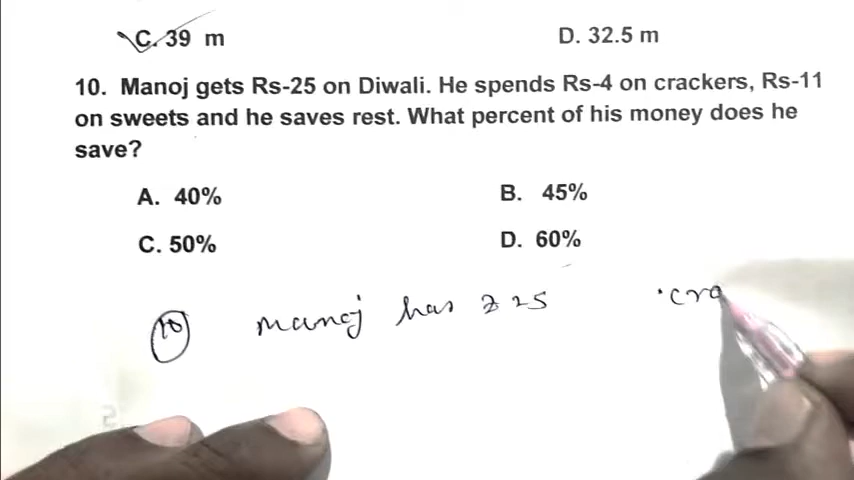 C. 39 m D. 32.5 m
10. Manoj gets Rs-25 on Diwali. He spends Rs-4 on crackers, Rs-11
on sweets and he saves rest. What percent of his money does he
save?
A. 40% B. 45%
C. 50% D. 60%
10 Manoj has ₹ 25 cra